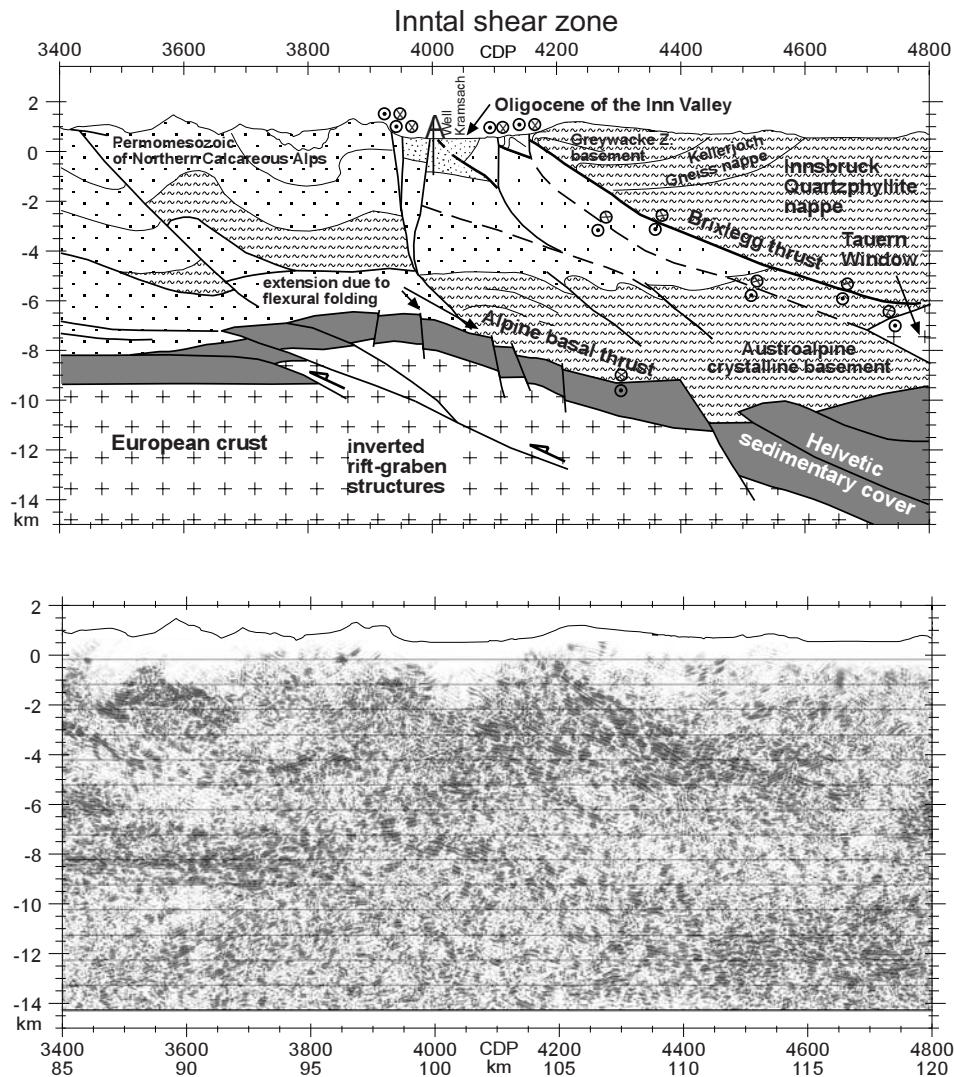 Inntal shear zone
3400 3600 3800 4000 CDP 4200 4400 4600 4800
Well
Kramsach
Oligocene of the Inn Valley
Permomesozoic
of Northern Calcareous Alps
Greywacke Z.
basement
Kellerjoch
Gneiss nappe
Innsbruck
Quartzphyllite
nappe
Brixlegg thrust
Tauern
Window
extension due to
flexural folding
Alpine basal thrust
Austroalpine
crystalline basement
European crust
inverted
rift-graben
structures
Helvetic
sedimentary cover
2
0
-2
-4
-6
-8
-10
-12
-14
km
2
0
-2
-4
-6
-8
-10
-12
-14
km
3400 3600 3800 4000 CDP 4200 4400 4600 4800
85 90 95 100 km 105 110 115 120